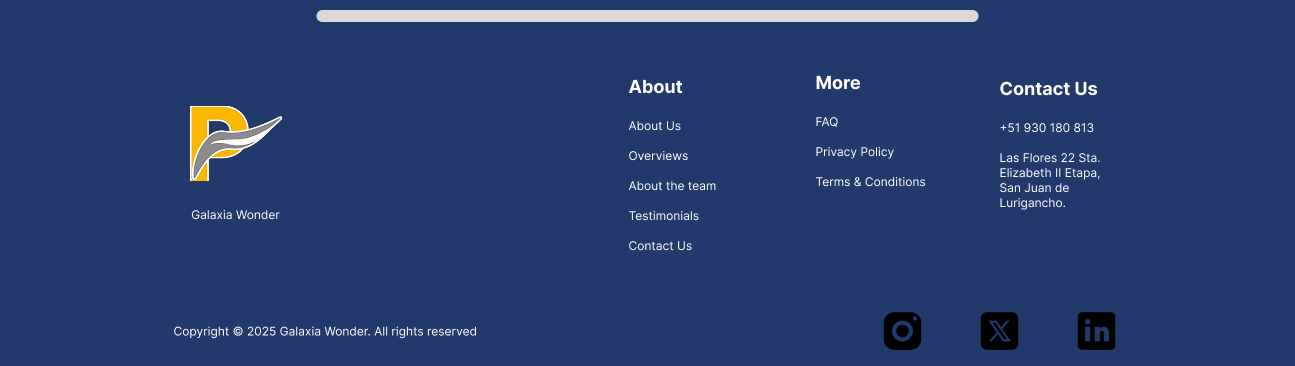 Galaxia Wonder
About
About Us
Overviews
About the team
Testimonials
Contact Us
More
FAQ
Privacy Policy
Terms & Conditions
Contact Us
+51 930 180 813
Las Flores 22 Sta.
Elizabeth II Etapa,
San Juan de
Lurigancho.
Copyright © 2025 Galaxia Wonder. All rights reserved